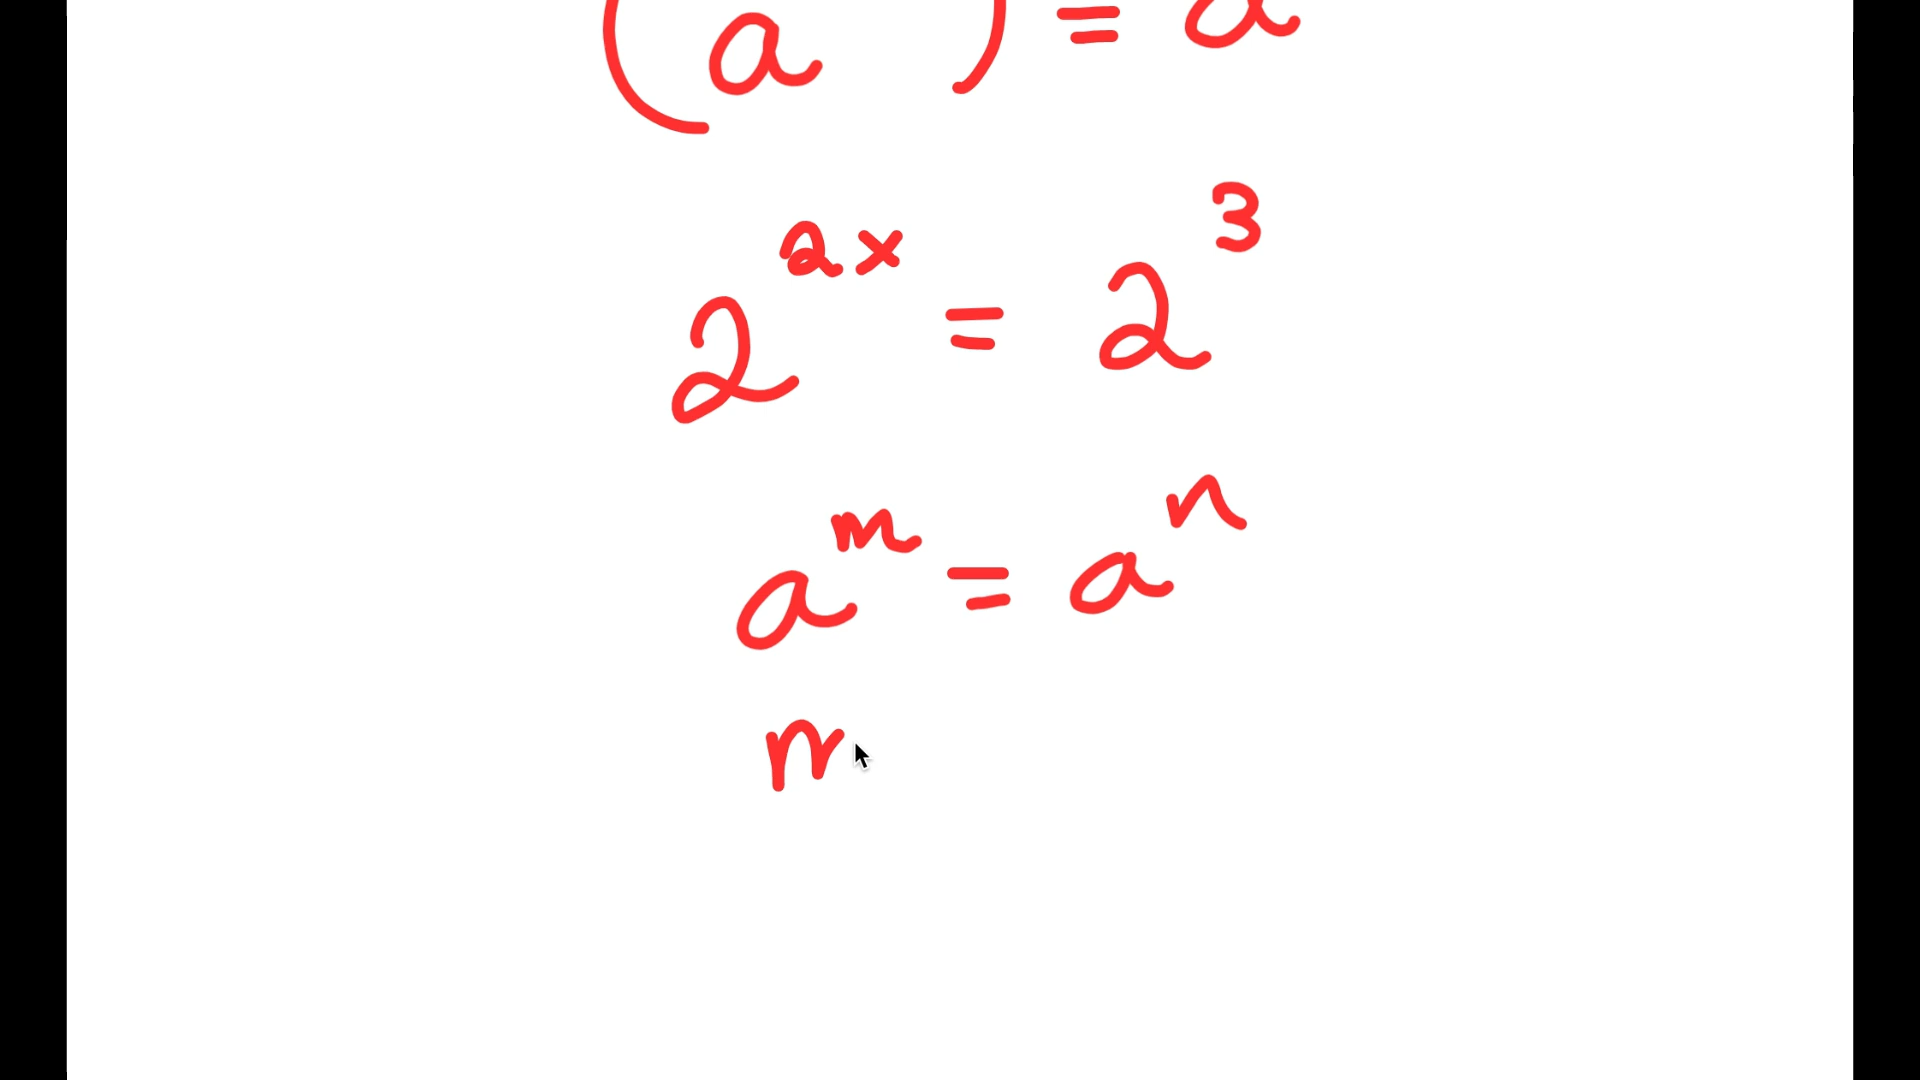 (a ) = a
2^2x = 2^3
a^m = a^n
m